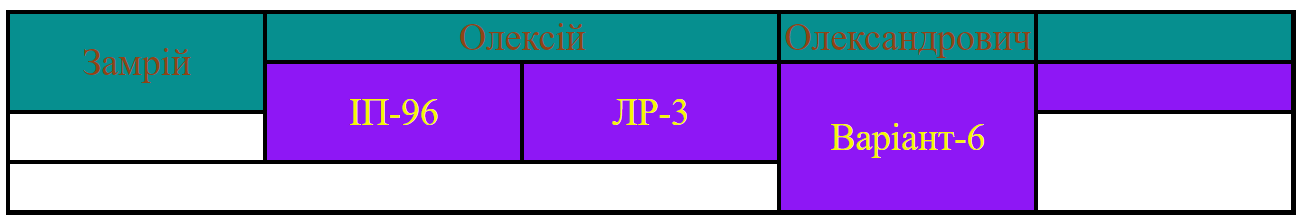 Замрій
Олексій
Олександрович
ІП-96
ЛР-3
Варіант-6